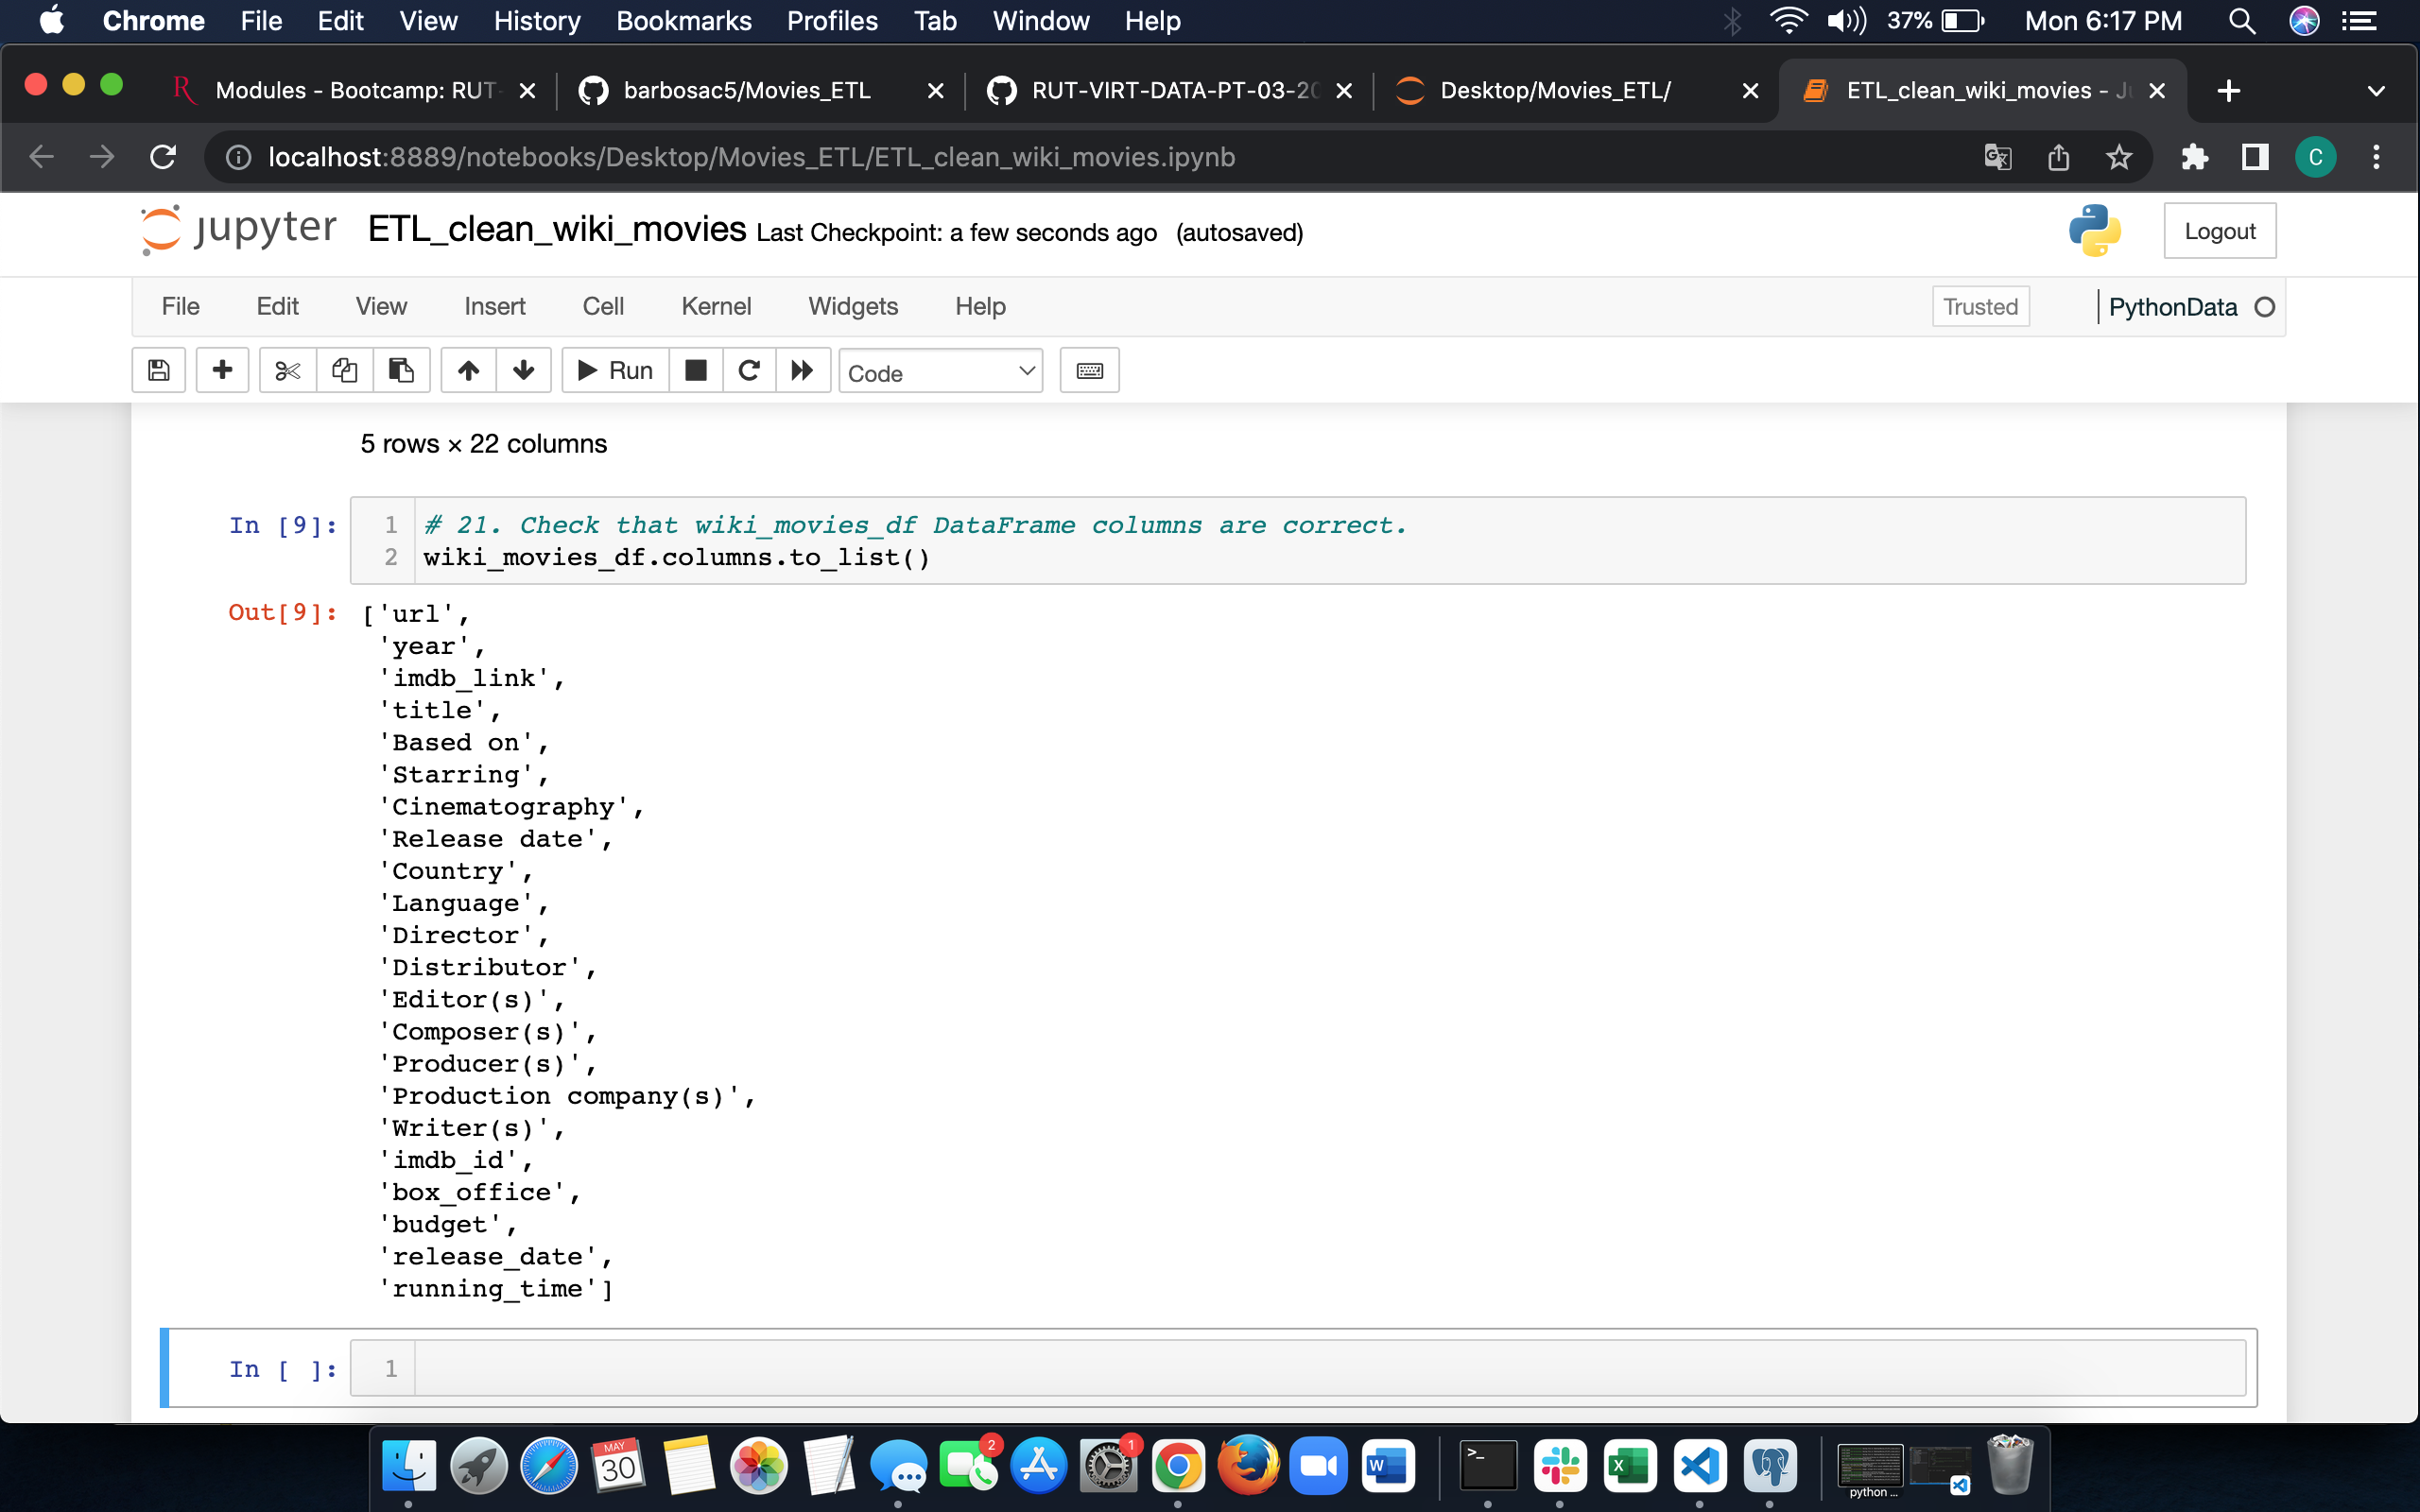 Chrome File Edit View History Bookmarks Profiles Tab Window Help 37% Mon 6:17 PM
Modules - Bootcamp: RUT- barbosac5/Movies_ETL RUT-VIRT-DATA-PT-03-20 Desktop/Movies_ETL/ ETL_clean_wiki_movies - Ju
localhost:8889/notebooks/Desktop/Movies_ETL/ETL_clean_wiki_movies.ipynb C
jupyter ETL_clean_wiki_movies Last Checkpoint: a few seconds ago (autosaved) Logout
File Edit View Insert Cell Kernel Widgets Help Trusted PythonData
Run Code
5 rows × 22 columns
In [9]: 1 # 21. Check that wiki_movies_df DataFrame columns are correct.
2 wiki_movies_df.columns.to_list()
Out[9]: ['url',
'year',
'imdb_link',
'title',
'Based on',
'Starring',
'Cinematography',
'Release date',
'Country',
'Language',
'Director',
'Distributor',
'Editor(s)',
'Composer(s)',
'Producer(s)',
'Production company(s)',
'Writer(s)',
'imdb_id',
'box_office',
'budget',
'release_date',
'running_time']
In [ ]: 1
MAY
30
2
1
W
>_
X
python ...